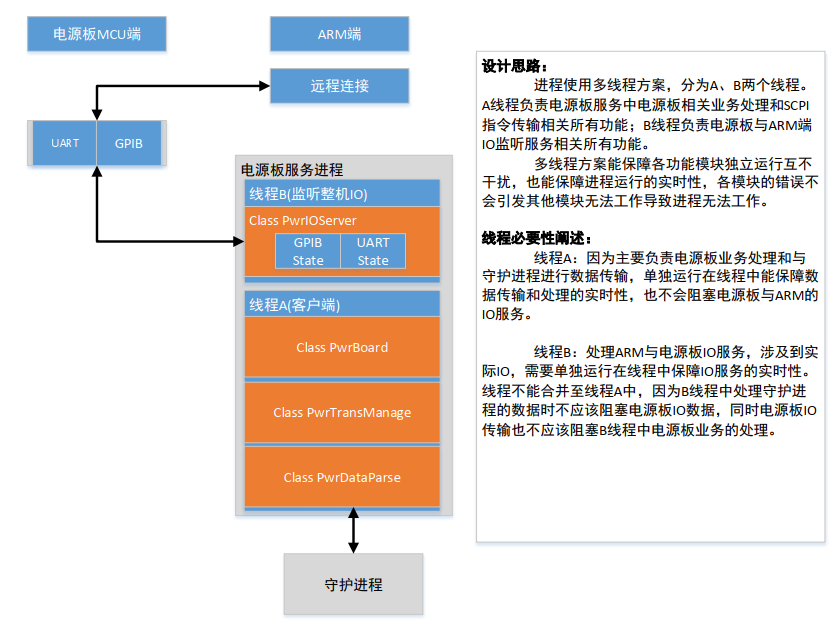 电源板MCU端
ARM端
远程连接
UART
GPIB
电源板服务进程
线程B(监听整机IO)
Class PwrIOServer
GPIB
State
UART
State
线程A(客户端)
Class PwrBoard
Class PwrTransManage
Class PwrDataParse
守护进程
设计思路：
进程使用多线程方案，分为A、B两个线程。
A线程负责电源板服务中电源板相关业务处理和SCPI
指令传输相关所有功能；B线程负责电源板与ARM端
IO监听服务相关所有功能。
多线程方案能保障各功能模块独立运行互不
干扰，也能保障进程运行的实时性，各模块的错误不
会引发其他模块无法工作导致进程无法工作。
线程必要性阐述：
线程A：因为主要负责电源板业务处理和与
守护进程进行数据传输，单独运行在线程中能保障数
据传输和处理的实时性，也不会阻塞电源板与ARM的
IO服务。
线程B：处理ARM与电源板IO服务，涉及到实
际IO，需要单独运行在线程中保障IO服务的实时性。
线程不能合并至线程A中，因为B线程中处理守护进
程的数据时不应该阻塞电源板IO数据，同时电源板IO
传输也不应该阻塞B线程中电源板业务的处理。